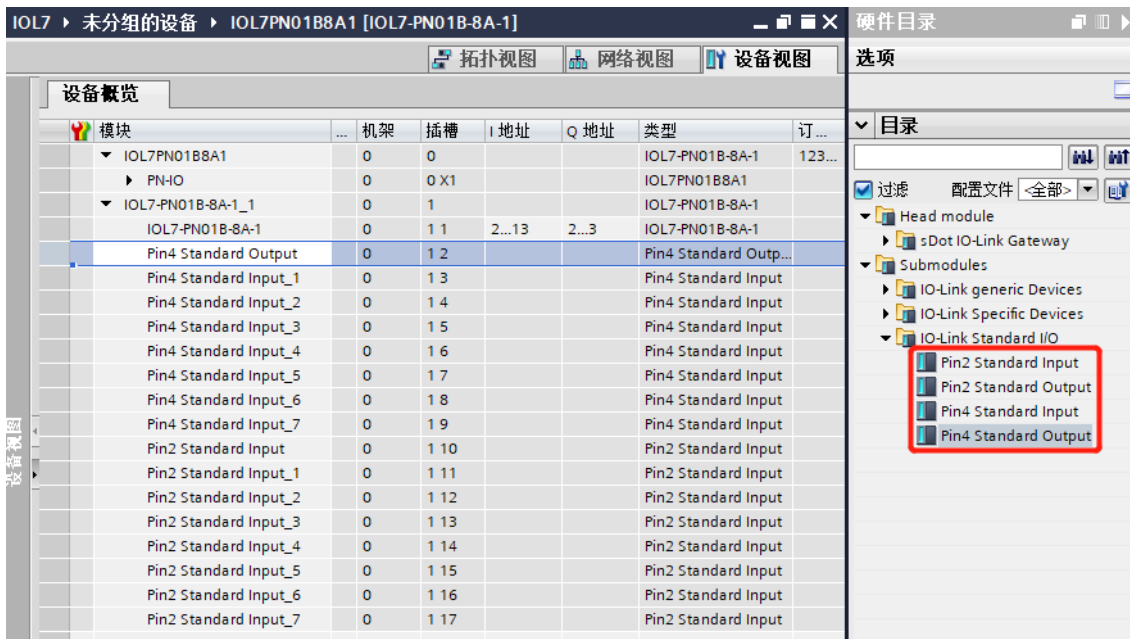 IOL7 ▸ 未分组的设备 ▸ IOL7PN01B8A1 [IOL7-PN01B-8A-1]
拓扑视图 网络视图 设备视图
设备概览
模块 ... 机架 插槽 I 地址 Q 地址 类型 订...
IOL7PN01B8A1 0 0 IOL7-PN01B-8A-1 123...
PN-IO 0 0 X1 IOL7PN01B8A1
IOL7-PN01B-8A-1_1 0 1 IOL7-PN01B-8A-1
IOL7-PN01B-8A-1 0 1 1 2...13 2...3 IOL7-PN01B-8A-1
Pin4 Standard Output 0 1 2 Pin4 Standard Outp...
Pin4 Standard Input_1 0 1 3 Pin4 Standard Input
Pin4 Standard Input_2 0 1 4 Pin4 Standard Input
Pin4 Standard Input_3 0 1 5 Pin4 Standard Input
Pin4 Standard Input_4 0 1 6 Pin4 Standard Input
Pin4 Standard Input_5 0 1 7 Pin4 Standard Input
Pin4 Standard Input_6 0 1 8 Pin4 Standard Input
Pin4 Standard Input_7 0 1 9 Pin4 Standard Input
Pin2 Standard Input 0 1 10 Pin2 Standard Input
Pin2 Standard Input_1 0 1 11 Pin2 Standard Input
Pin2 Standard Input_2 0 1 12 Pin2 Standard Input
Pin2 Standard Input_3 0 1 13 Pin2 Standard Input
Pin2 Standard Input_4 0 1 14 Pin2 Standard Input
Pin2 Standard Input_5 0 1 15 Pin2 Standard Input
Pin2 Standard Input_6 0 1 16 Pin2 Standard Input
Pin2 Standard Input_7 0 1 17 Pin2 Standard Input
设备视图
硬件目录
选项
目录
过滤 配置文件 <全部>
Head module
sDot IO-Link Gateway
Submodules
IO-Link generic Devices
IO-Link Specific Devices
IO-Link Standard I/O
Pin2 Standard Input
Pin2 Standard Output
Pin4 Standard Input
Pin4 Standard Output